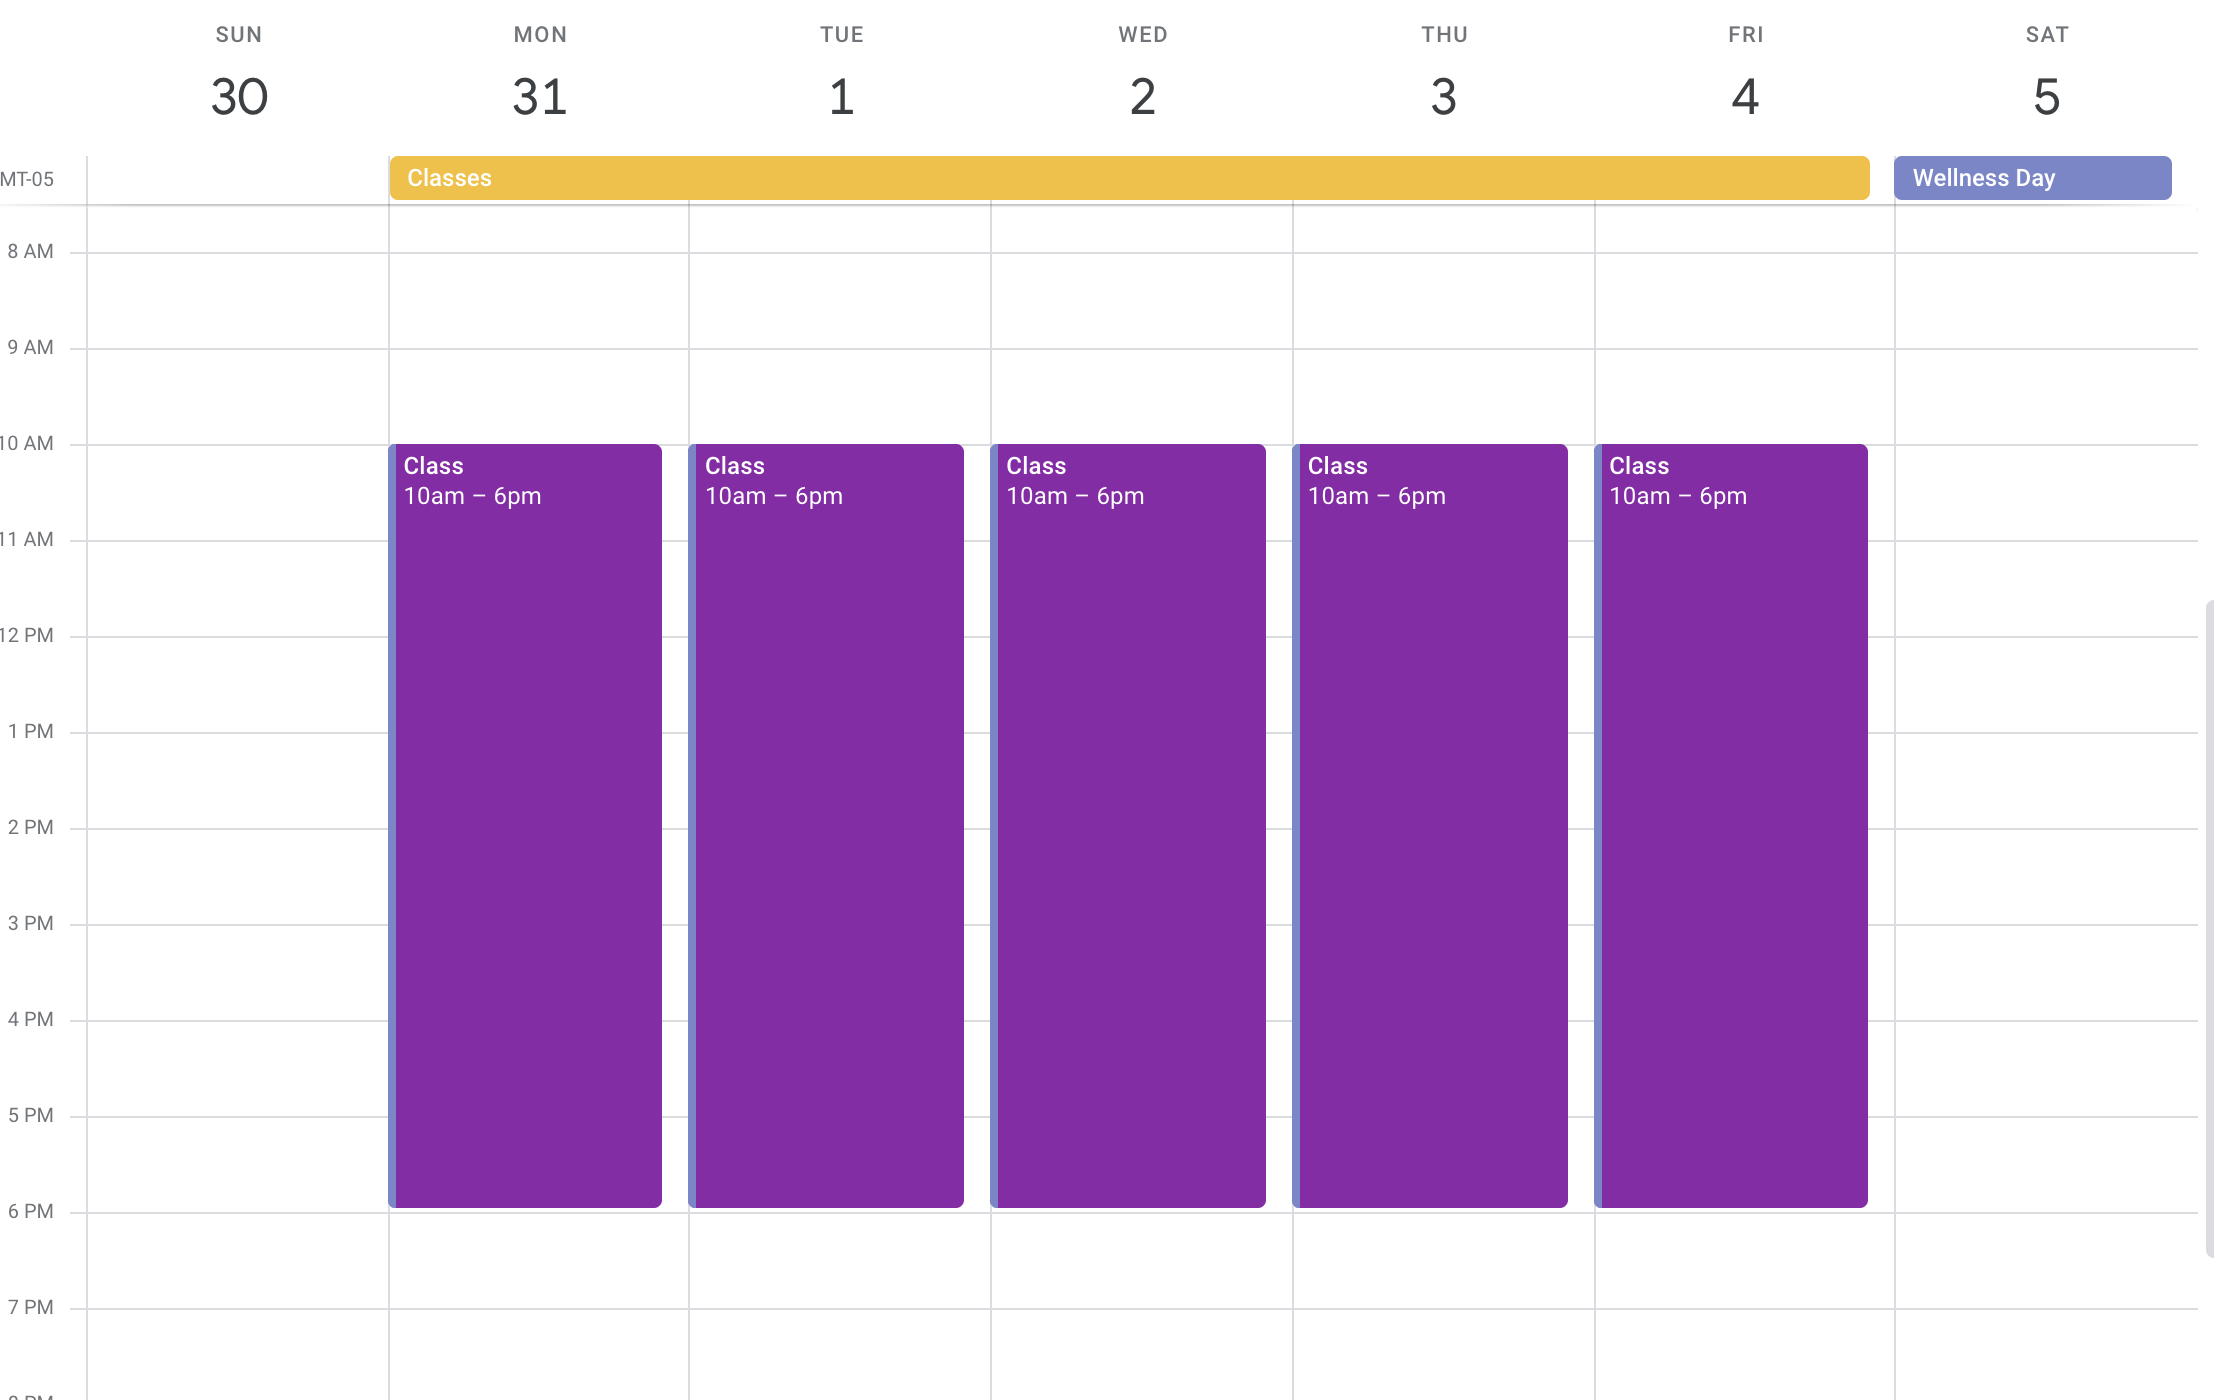 SUN MON TUE WED THU FRI SAT
30 31 1 2 3 4 5
MT-05 Classes Wellness Day
8 AM
9 AM
10 AM
Class Class Class Class Class
10am – 6pm 10am – 6pm 10am – 6pm 10am – 6pm 10am – 6pm
11 AM
12 PM
1 PM
2 PM
3 PM
4 PM
5 PM
6 PM
7 PM